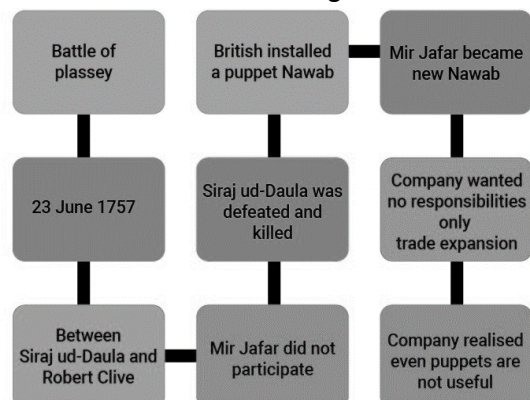 Battle of
plassey
23 June 1757
Between
Siraj ud-Daula and
Robert Clive
Mir Jafar did not
participate
Siraj ud-Daula was
defeated and
killed
British installed
a puppet Nawab
Mir Jafar became
new Nawab
Company wanted
no responsibilities
only
trade expansion
Company realised
even puppets are
not useful